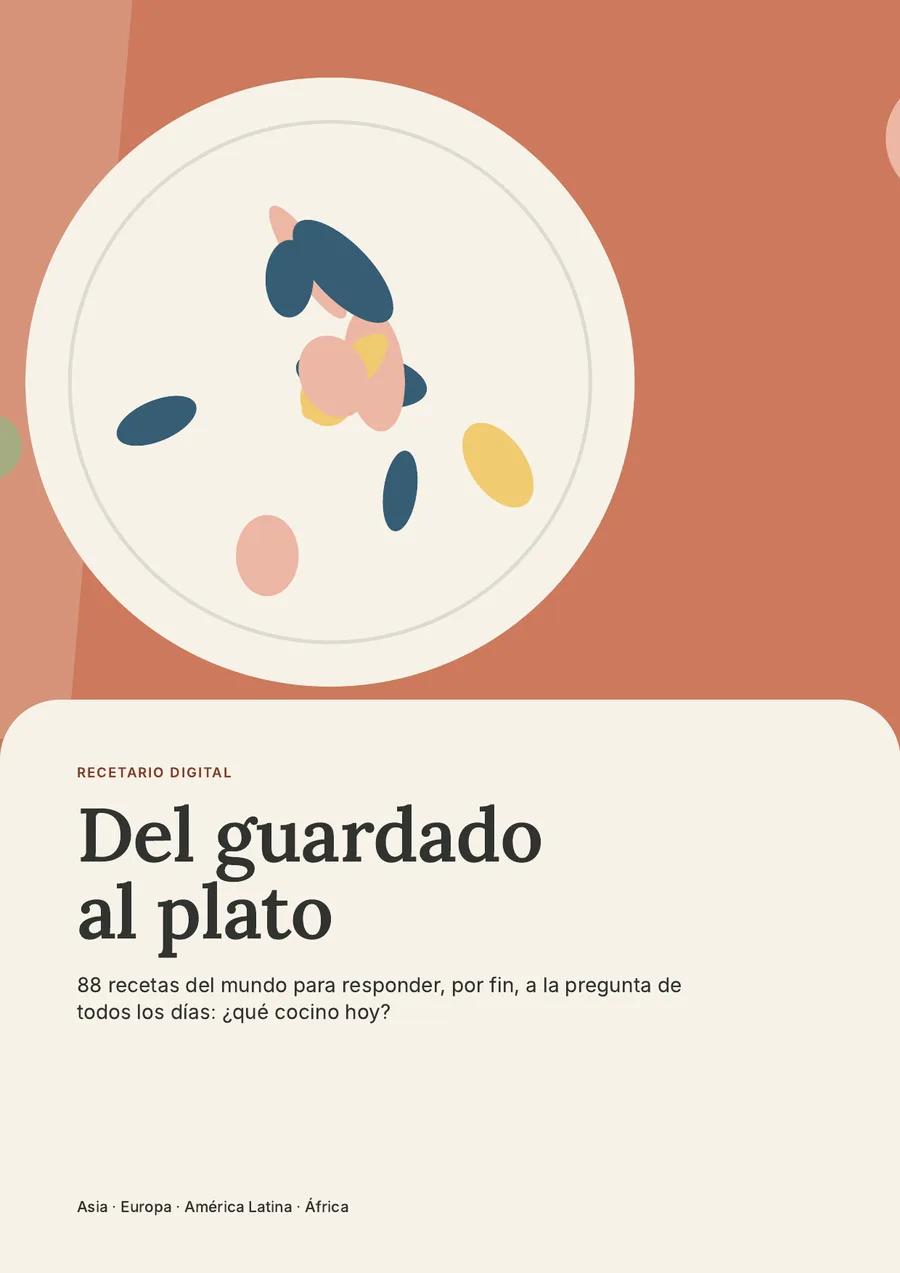 RECETARIO DIGITAL
Del guardado
al plato
88 recetas del mundo para responder, por fin, a la pregunta de
todos los días: ¿qué cocino hoy?
Asia · Europa · América Latina · África